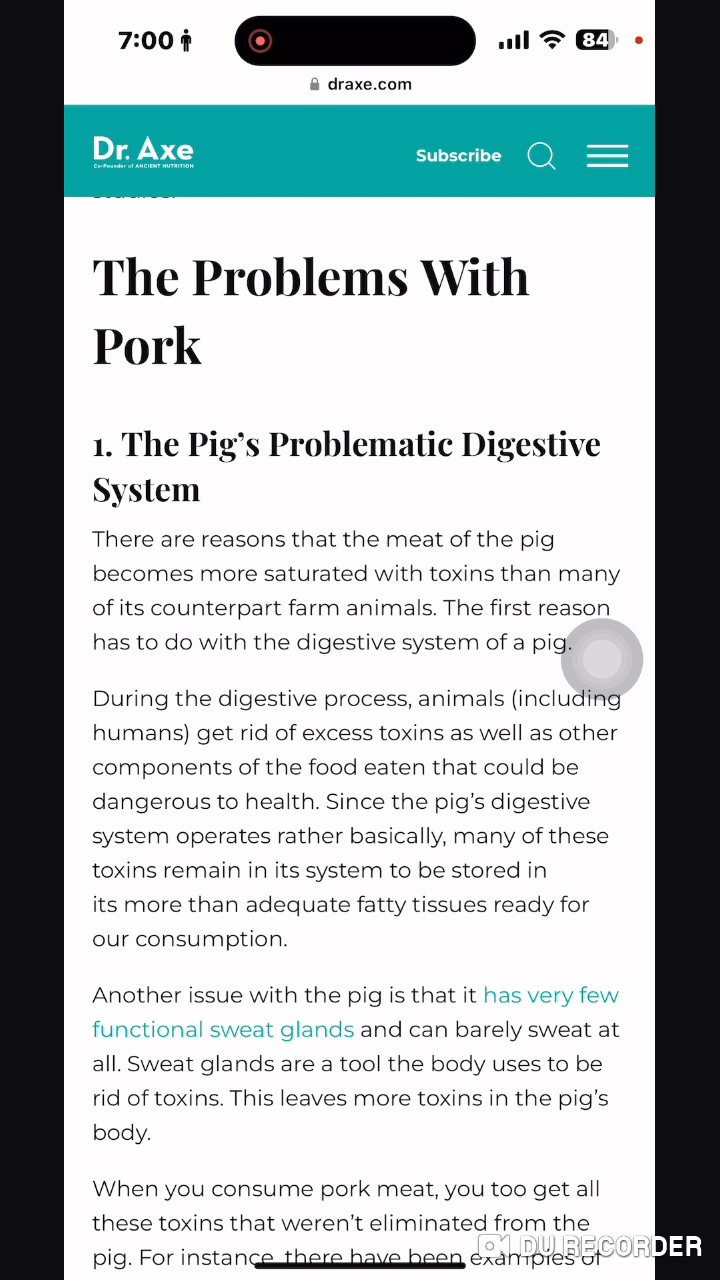 7:00
84
draxe.com
Dr. Axe
Co-Founder of ANCIENT NUTRITION
Subscribe
The Problems With
Pork
1. The Pig’s Problematic Digestive
System
There are reasons that the meat of the pig
becomes more saturated with toxins than many
of its counterpart farm animals. The first reason
has to do with the digestive system of a pig.
During the digestive process, animals (including
humans) get rid of excess toxins as well as other
components of the food eaten that could be
dangerous to health. Since the pig’s digestive
system operates rather basically, many of these
toxins remain in its system to be stored in
its more than adequate fatty tissues ready for
our consumption.
Another issue with the pig is that it has very few
functional sweat glands and can barely sweat at
all. Sweat glands are a tool the body uses to be
rid of toxins. This leaves more toxins in the pig’s
body.
When you consume pork meat, you too get all
these toxins that weren’t eliminated from the
pig. For instance, there have been examples of
DU RECORDER